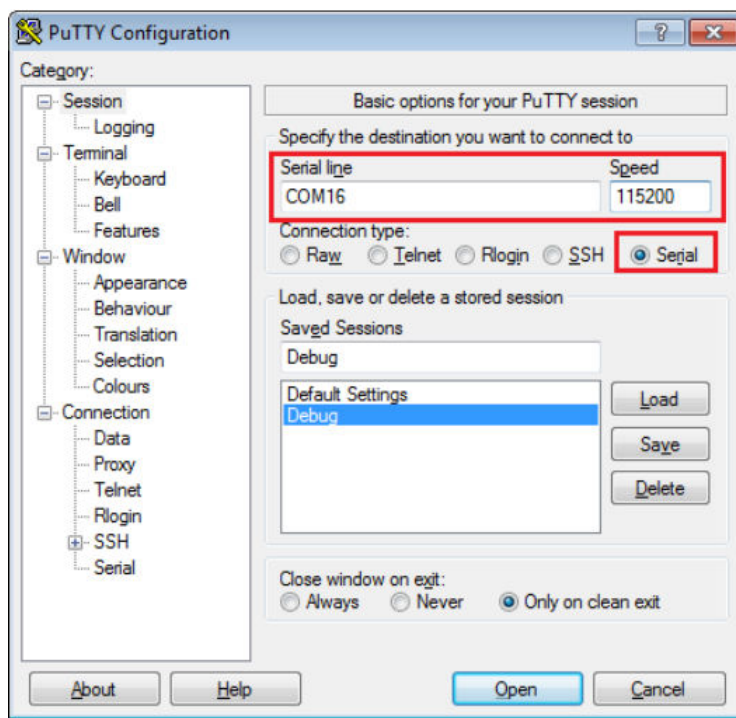 PuTTY Configuration
Category:
Session
Logging
Terminal
Keyboard
Bell
Features
Window
Appearance
Behaviour
Translation
Selection
Colours
Connection
Data
Proxy
Telnet
Rlogin
SSH
Serial
Basic options for your PuTTY session
Specify the destination you want to connect to
Serial line Speed
COM16 115200
Connection type:
Raw Telnet Rlogin SSH Serial
Load, save or delete a stored session
Saved Sessions
Debug
Default Settings
Debug
Load
Save
Delete
Close window on exit:
Always Never Only on clean exit
About Help Open Cancel